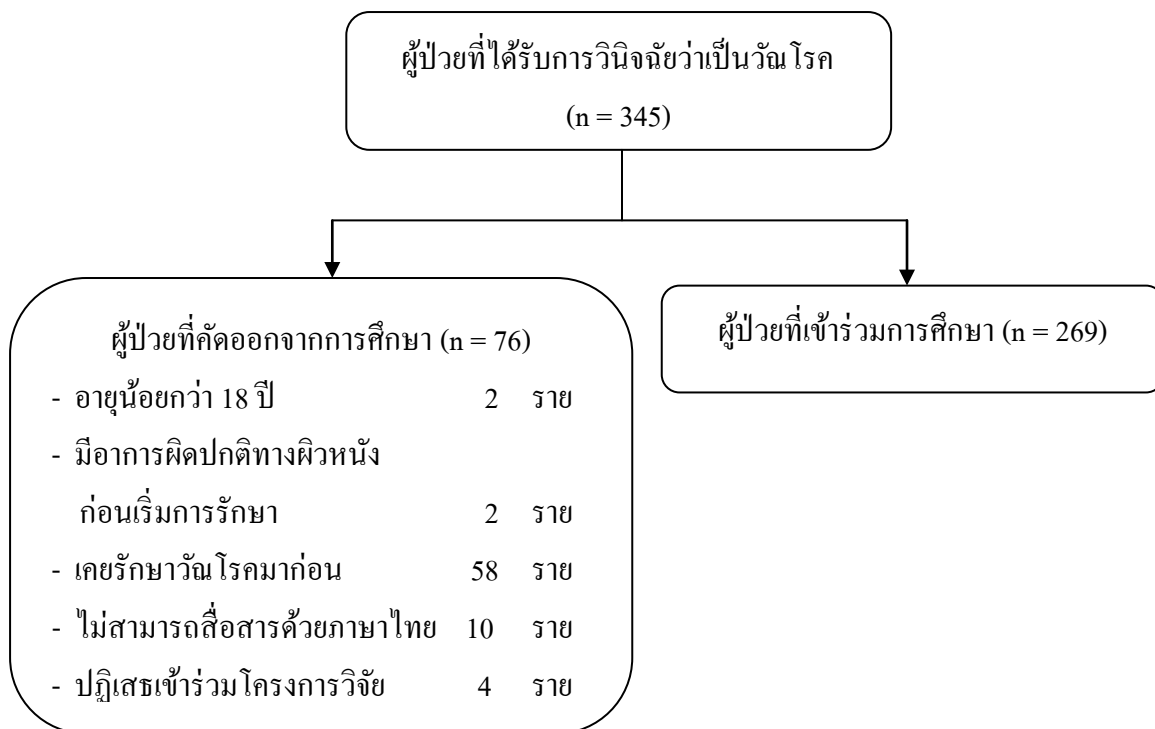 ผู้ป่วยที่ได้รับการวินิจฉัยว่าเป็นวัณโรค
(n = 345)
ผู้ป่วยที่คัดออกจากการศึกษา (n = 76)
- อายุน้อยกว่า 18 ปี 2 ราย
- มีอาการผิดปกติทางผิวหนัง
ก่อนเริ่มการรักษา 2 ราย
- เคยรักษาวัณโรคมาก่อน 58 ราย
- ไม่สามารถสื่อสารด้วยภาษาไทย 10 ราย
- ปฏิเสธเข้าร่วมโครงการวิจัย 4 ราย
ผู้ป่วยที่เข้าร่วมการศึกษา (n = 269)